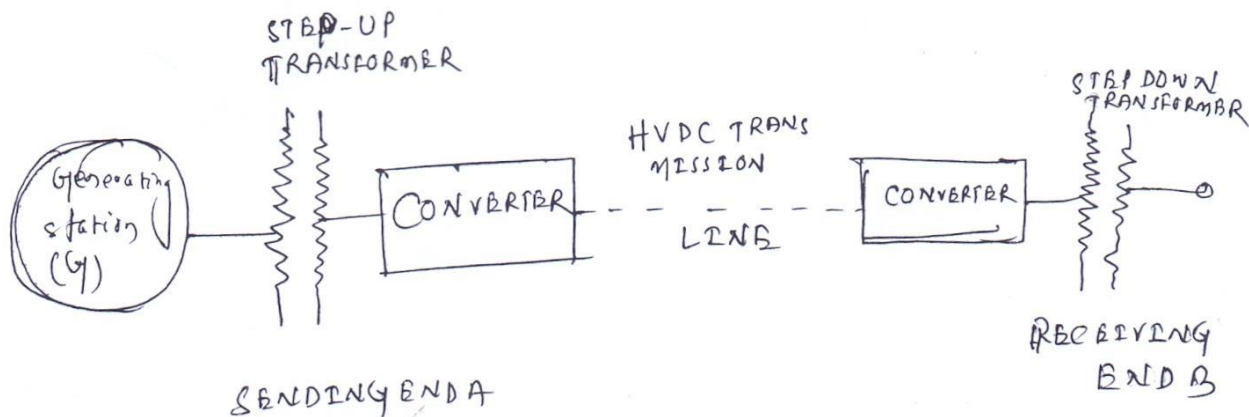 STEP-UP
TRANSFORMER
Generating
station
(G)
CONVERTER
HVDC TRANS
MISSION
LINE
CONVERTER
STEP DOWN
TRANSFORMER
SENDING END A
RECEIVING
END B